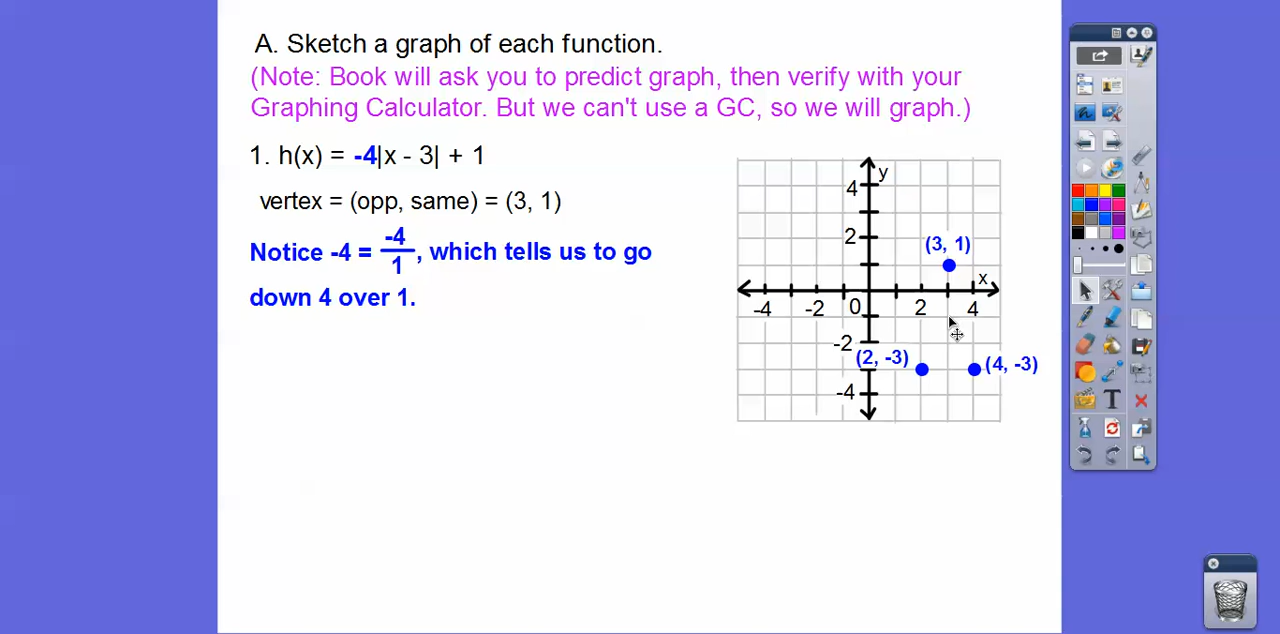 A. Sketch a graph of each function.
(Note: Book will ask you to predict graph, then verify with your
Graphing Calculator. But we can't use a GC, so we will graph.)
1. h(x) = -4|x - 3| + 1
vertex = (opp, same) = (3, 1)
Notice -4 = -4/1, which tells us to go
down 4 over 1.
y
4
2
(3, 1)
x
-4 -2 0 2 4
-2
(2, -3)
(4, -3)
-4
T